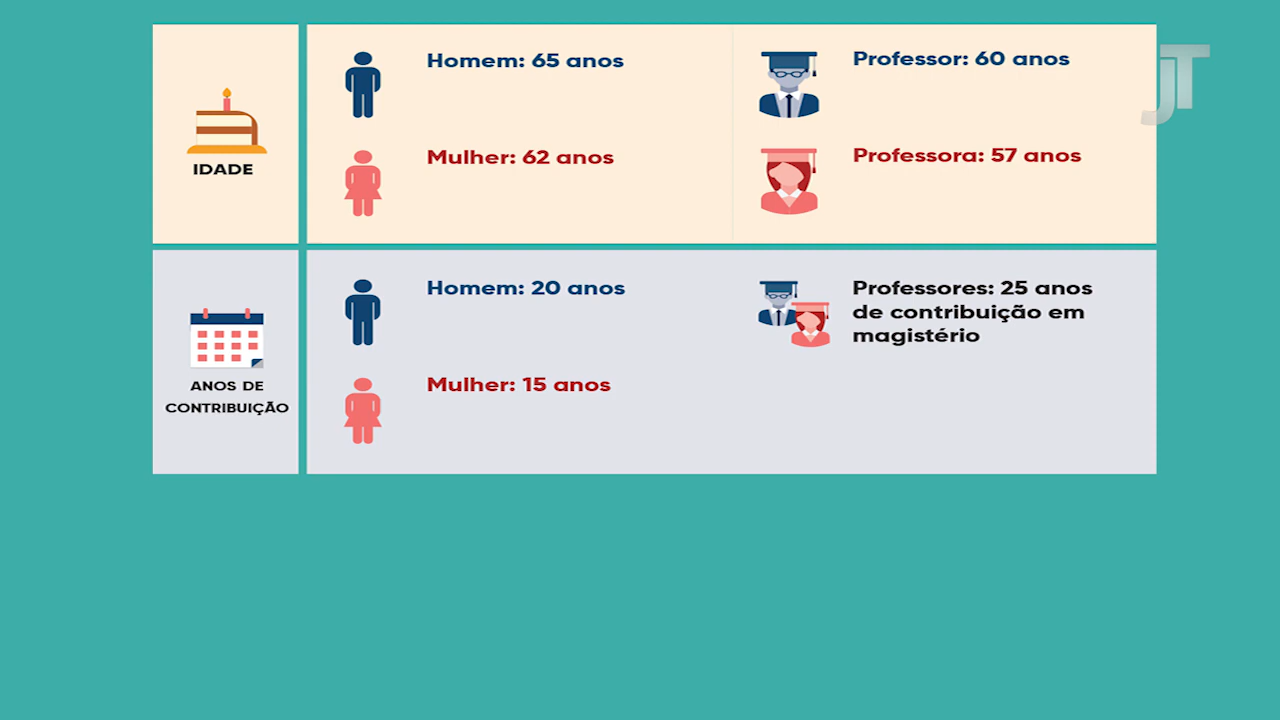 IDADE
Homem: 65 anos
Mulher: 62 anos
Professor: 60 anos
Professora: 57 anos
JT
ANOS DE
CONTRIBUIÇÃO
Homem: 20 anos
Mulher: 15 anos
Professores: 25 anos
de contribuição em
magistério